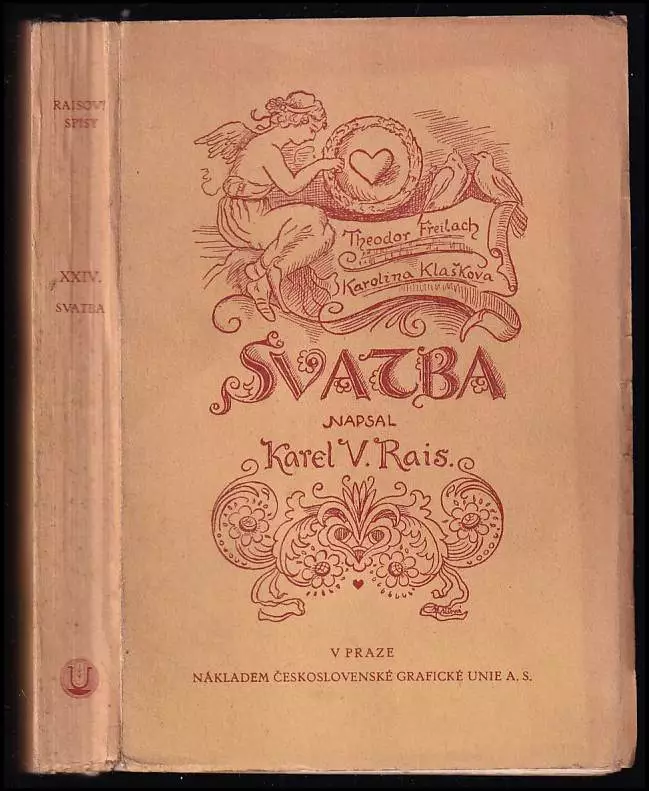 RAISOVY
SPISY
XXIV.
SVATBA
Theodor Freilach
Karolina Klaškova
SVATBA
NAPSAL
Karel V. Rais.
V PRAZE
NÁKLADEM ČESKOSLOVENSKÉ GRAFICKÉ UNIE A. S.